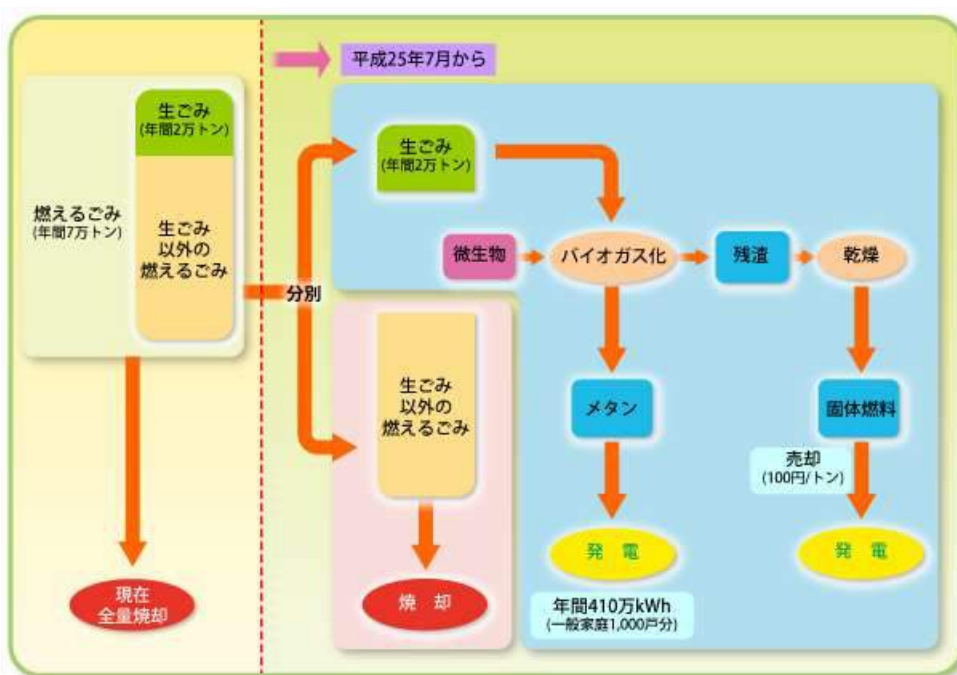 平成25年7月から
生ごみ
(年間2万トン)
燃えるごみ
(年間7万トン)
生ごみ
以外の
燃えるごみ
現在
全量焼却
分別
生ごみ
(年間2万トン)
微生物
バイオガス化
残渣
乾燥
生ごみ
以外の
燃えるごみ
焼 却
メタン
発 電
年間410万kWh
(一般家庭1,000戸分)
固体燃料
売却
(100円/トン)
発 電